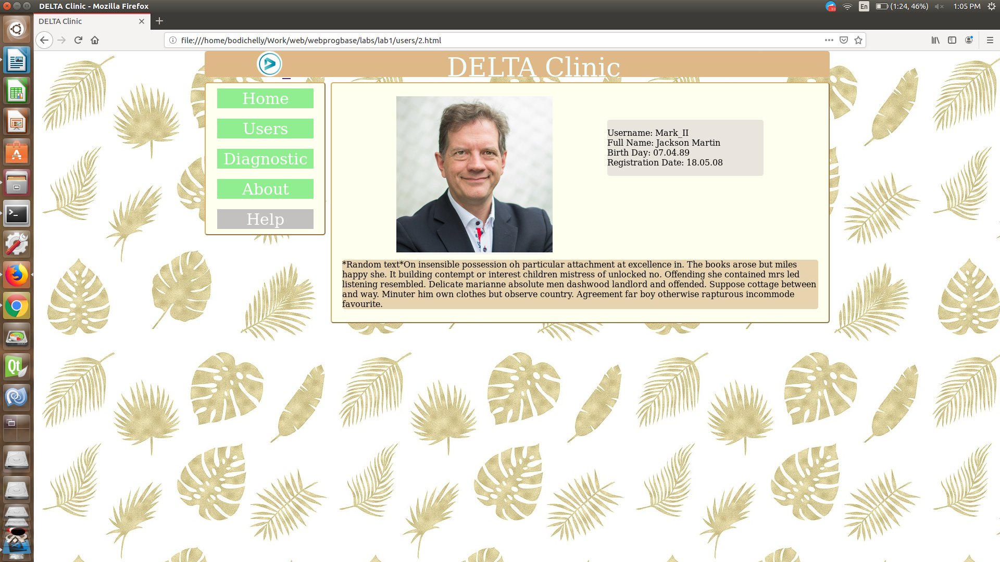 DELTA Clinic - Mozilla Firefox
En
(1:24, 46%)
1:05 PM
33
DELTA Clinic
file:///home/bodichelly/Work/web/webprogbase/labs/lab1/users/2.html
DELTA Clinic
Home
Users
Diagnostic
About
Help
Username: Mark_II
Full Name: Jackson Martin
Birth Day: 07.04.89
Registration Date: 18.05.08
*Random text*On insensible possession oh particular attachment at excellence in. The books arose but miles
happy she. It building contempt or interest children mistress of unlocked no. Offending she contained mrs led
listening resembled. Delicate marianne absolute men dashwood landlord and offended. Suppose cottage between
and way. Minuter him own clothes but observe country. Agreement far boy otherwise rapturous incommode
favourite.
Qt